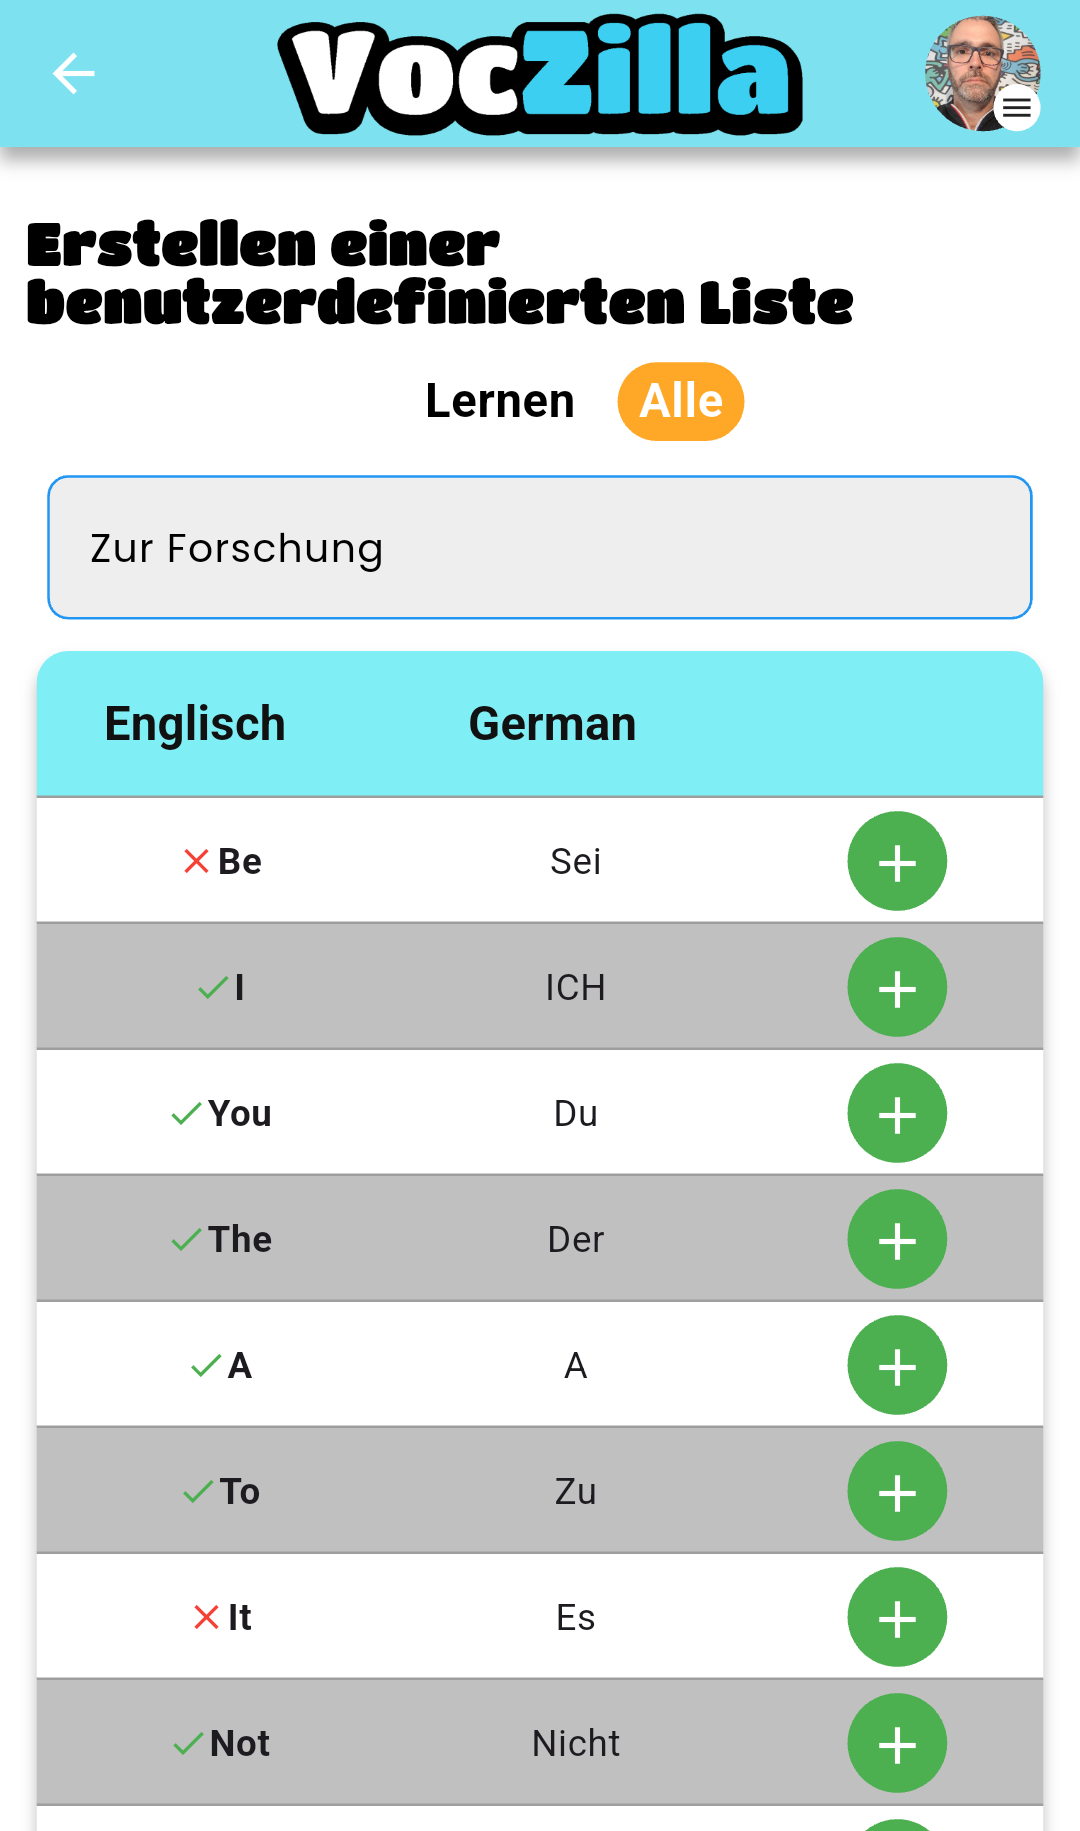 VocZilla
Erstellen einer
benutzerdefinierten Liste
Lernen Alle
Zur Forschung
Englisch German
Be Sei
I ICH
You Du
The Der
A A
To Zu
It Es
Not Nicht